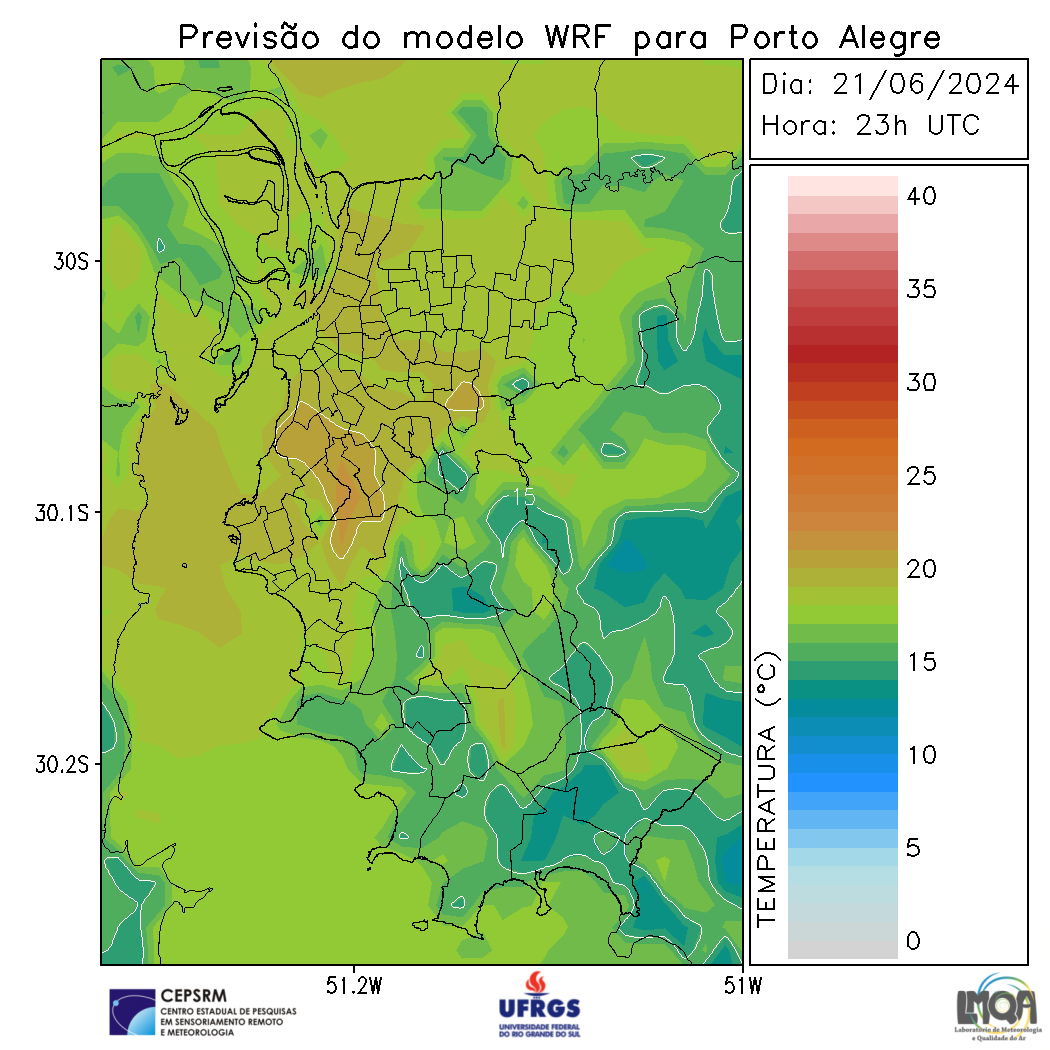 Previsão do modelo WRF para Porto Alegre
Dia: 21/06/2024
Hora: 23h UTC
40
35
30
25
20
15
10
5
0
TEMPERATURA (°C)
30S
30.1S
30.2S
15
51.2W
51W
CEPSRM
CENTRO ESTADUAL DE PESQUISAS
EM SENSORIAMENTO REMOTO
E METEOROLOGIA
UFRGS
UNIVERSIDADE FEDERAL
DO RIO GRANDE DO SUL
LMQA
Laboratório de Meteorologia
e Qualidade do Ar